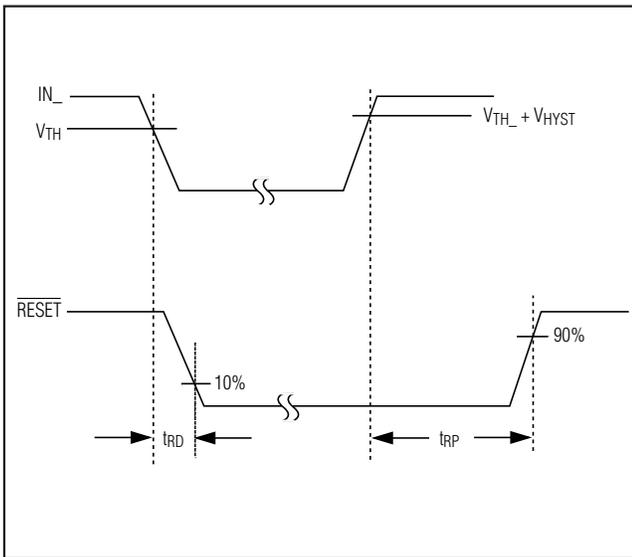 IN_
VTH
VTH_ + VHYST
RESET
90%
10%
tRD
tRP